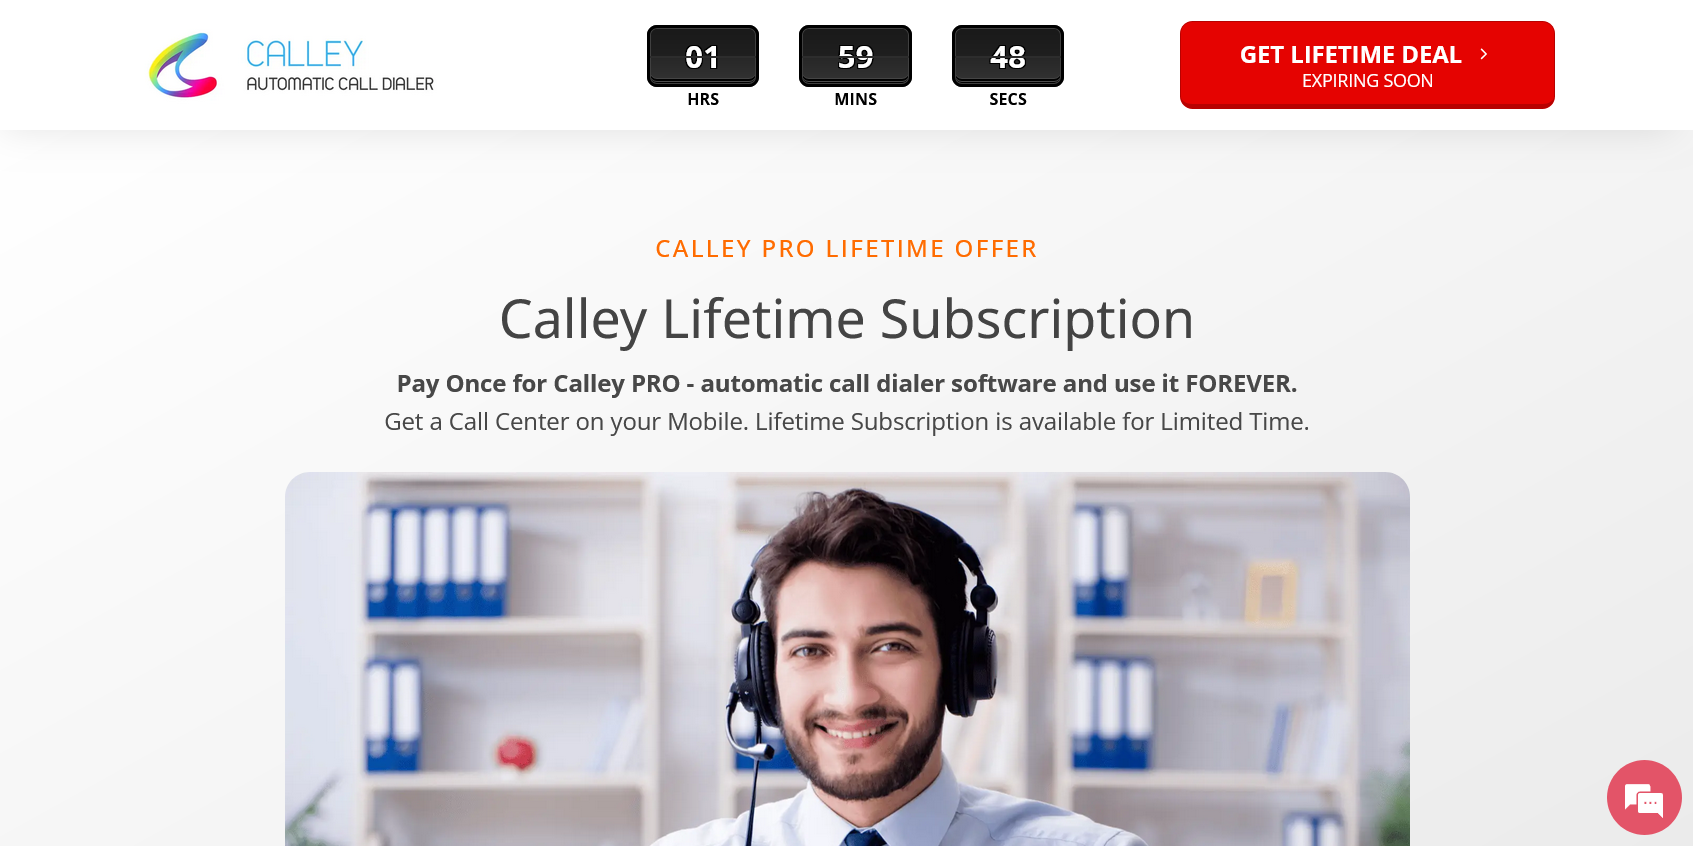 CALLEY
AUTOMATIC CALL DIALER
01
HRS
59
MINS
48
SECS
GET LIFETIME DEAL
EXPIRING SOON
CALLEY PRO LIFETIME OFFER
Calley Lifetime Subscription
Pay Once for Calley PRO - automatic call dialer software and use it FOREVER.
Get a Call Center on your Mobile. Lifetime Subscription is available for Limited Time.